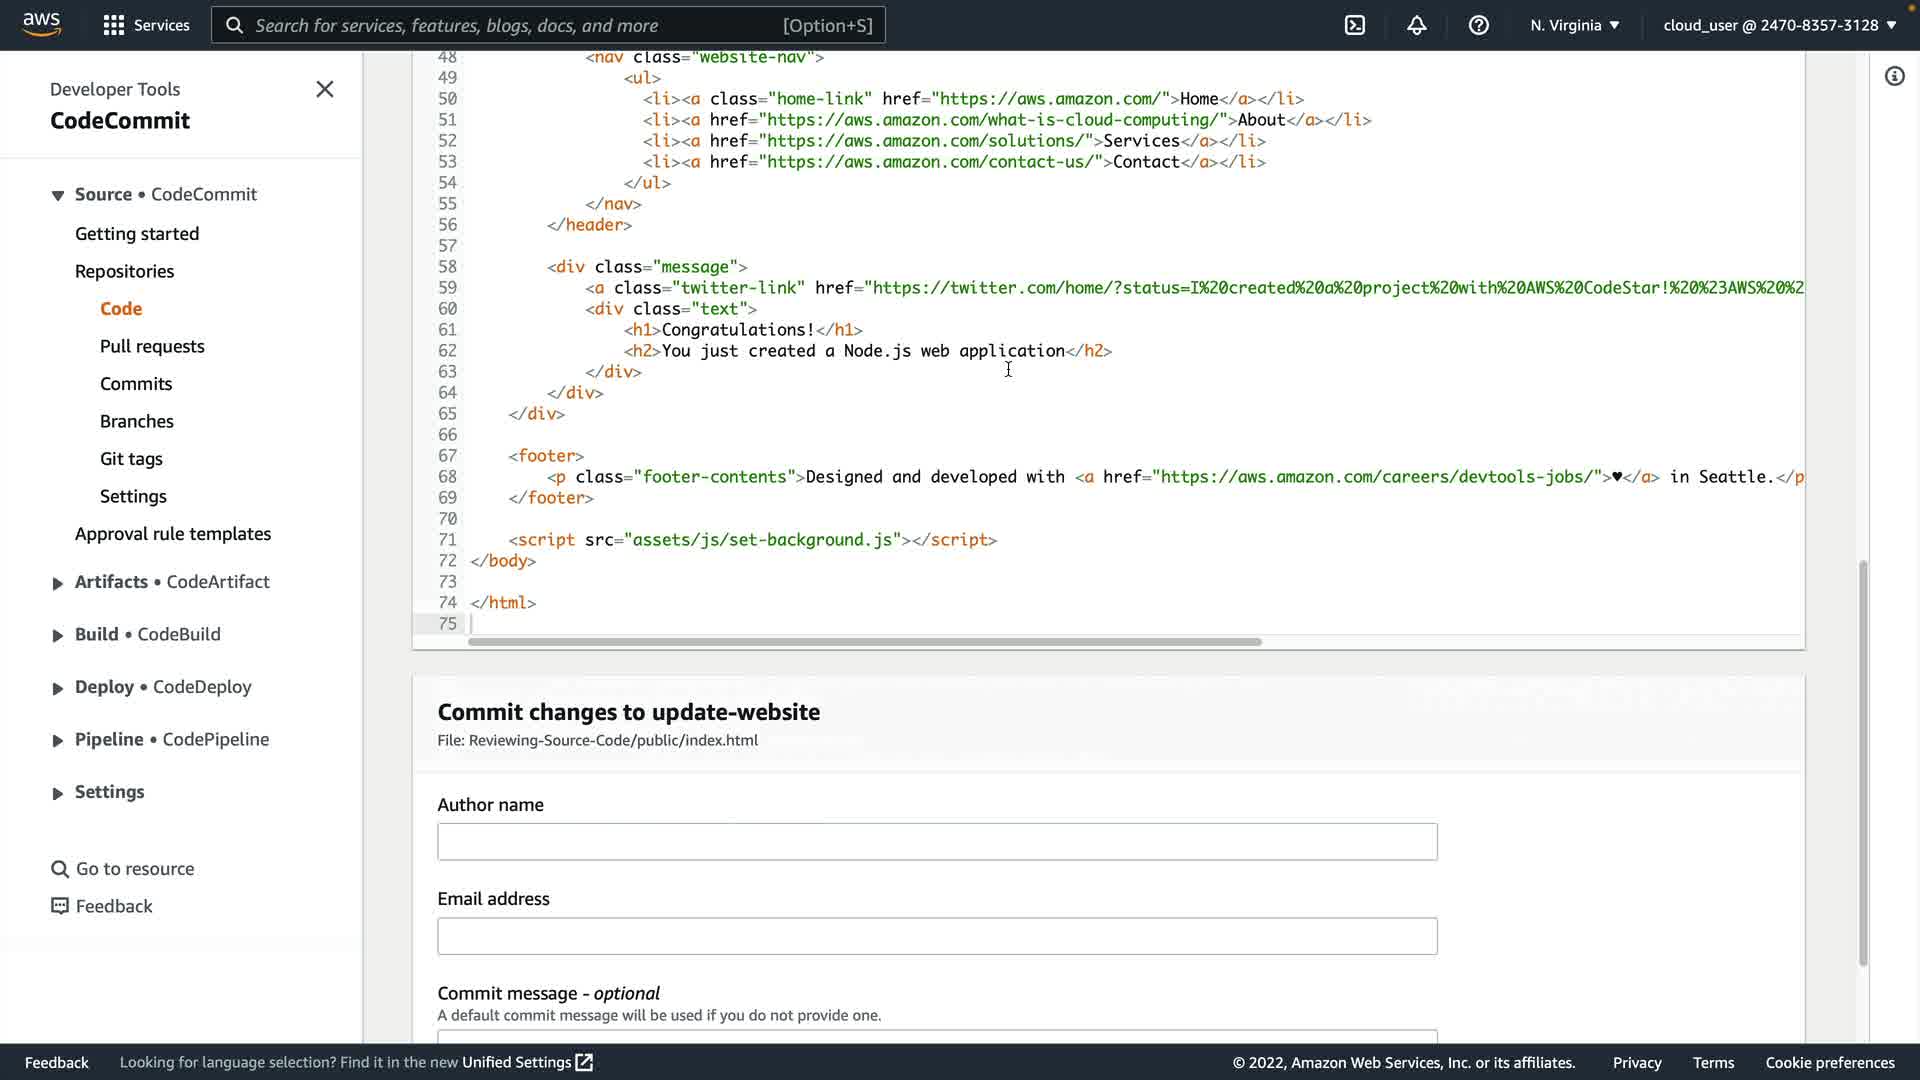 aws
Services
Search for services, features, blogs, docs, and more
[Option+S]
N. Virginia ▼
cloud_user @ 2470-8357-3128 ▼
Developer Tools
CodeCommit
Source • CodeCommit
Getting started
Repositories
Code
Pull requests
Commits
Branches
Git tags
Settings
Approval rule templates
Artifacts • CodeArtifact
Build • CodeBuild
Deploy • CodeDeploy
Pipeline • CodePipeline
Settings
Go to resource
Feedback
48 <nav class="website-nav">
49 <ul>
50 <li><a class="home-link" href="https://aws.amazon.com/">Home</a></li>
51 <li><a href="https://aws.amazon.com/what-is-cloud-computing/">About</a></li>
52 <li><a href="https://aws.amazon.com/solutions/">Services</a></li>
53 <li><a href="https://aws.amazon.com/contact-us/">Contact</a></li>
54 </ul>
55 </nav>
56 </header>
57
58 <div class="message">
59 <a class="twitter-link" href="https://twitter.com/home/?status=I%20created%20a%20project%20with%20AWS%20CodeStar!%20%23AWS%20%2
60 <div class="text">
61 <h1>Congratulations!</h1>
62 <h2>You just created a Node.js web application</h2>
63 </div>
64 </div>
65 </div>
66
67 <footer>
68 <p class="footer-contents">Designed and developed with <a href="https://aws.amazon.com/careers/devtools-jobs/">♥</a> in Seattle.</p
69 </footer>
70
71 <script src="assets/js/set-background.js"></script>
72 </body>
73
74 </html>
75
Commit changes to update-website
File: Reviewing-Source-Code/public/index.html
Author name
Email address
Commit message - optional
A default commit message will be used if you do not provide one.
Feedback
Looking for language selection? Find it in the new Unified Settings
© 2022, Amazon Web Services, Inc. or its affiliates.
Privacy
Terms
Cookie preferences